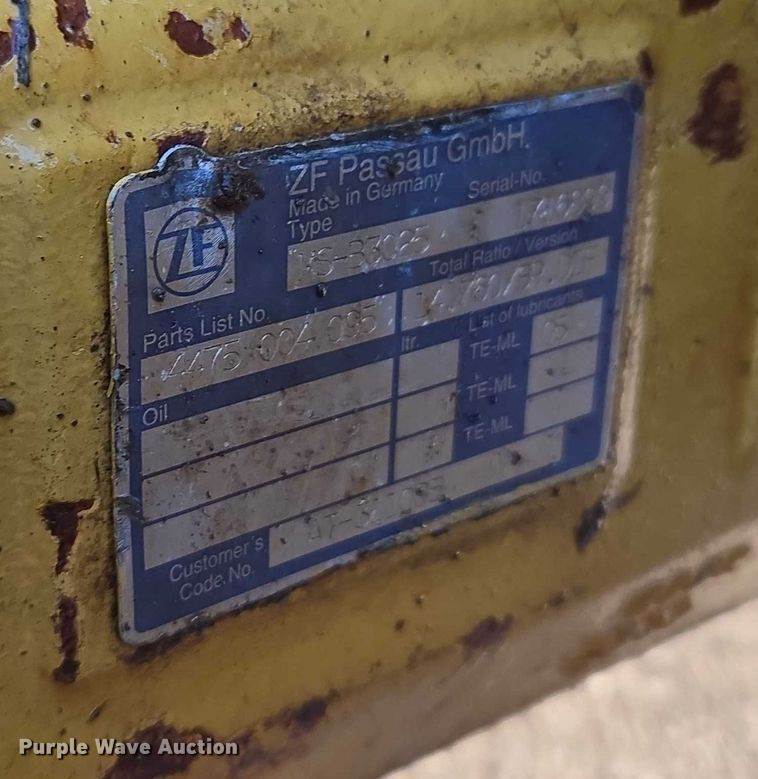 ZF Passau GmbH.
Made in Germany
Type
Serial-No.
MS-B3085
ZF
Total Ratio / Version
Parts List No.
4475 004 095
ltr.
List of lubricants
Oil
TE-ML 05
TE-ML
TE-ML
Customer's
Code.No.
Purple Wave Auction